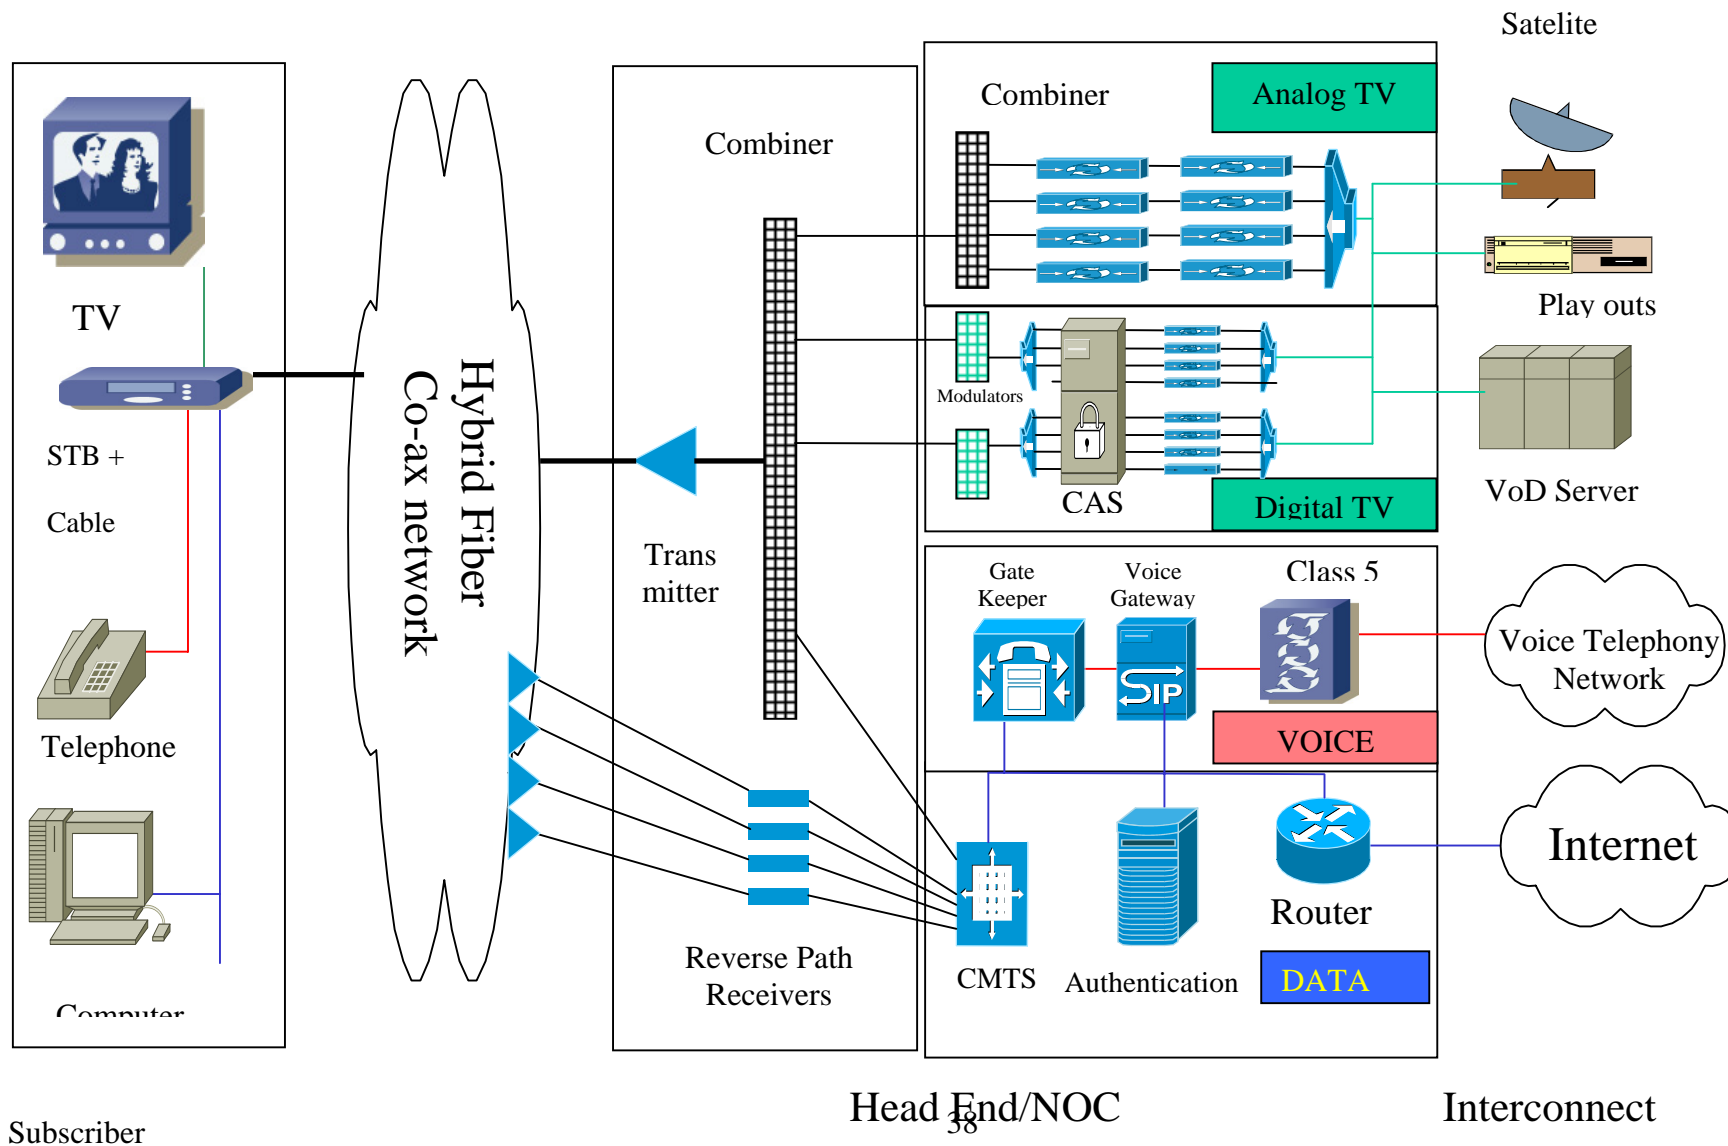 Satelite
Combiner
Analog TV
Combiner
TV
Play outs
Hybrid Fiber
Co-ax network
Modulators
STB +
Cable
CAS
Digital TV
VoD Server
Trans
mitter
Gate
Keeper
Voice
Gateway
Class 5
SIP
Voice Telephony
Network
VOICE
Telephone
Internet
Router
Reverse Path
Receivers
CMTS
Authentication
DATA
Computer
Head End/NOC
38
Interconnect
Subscriber